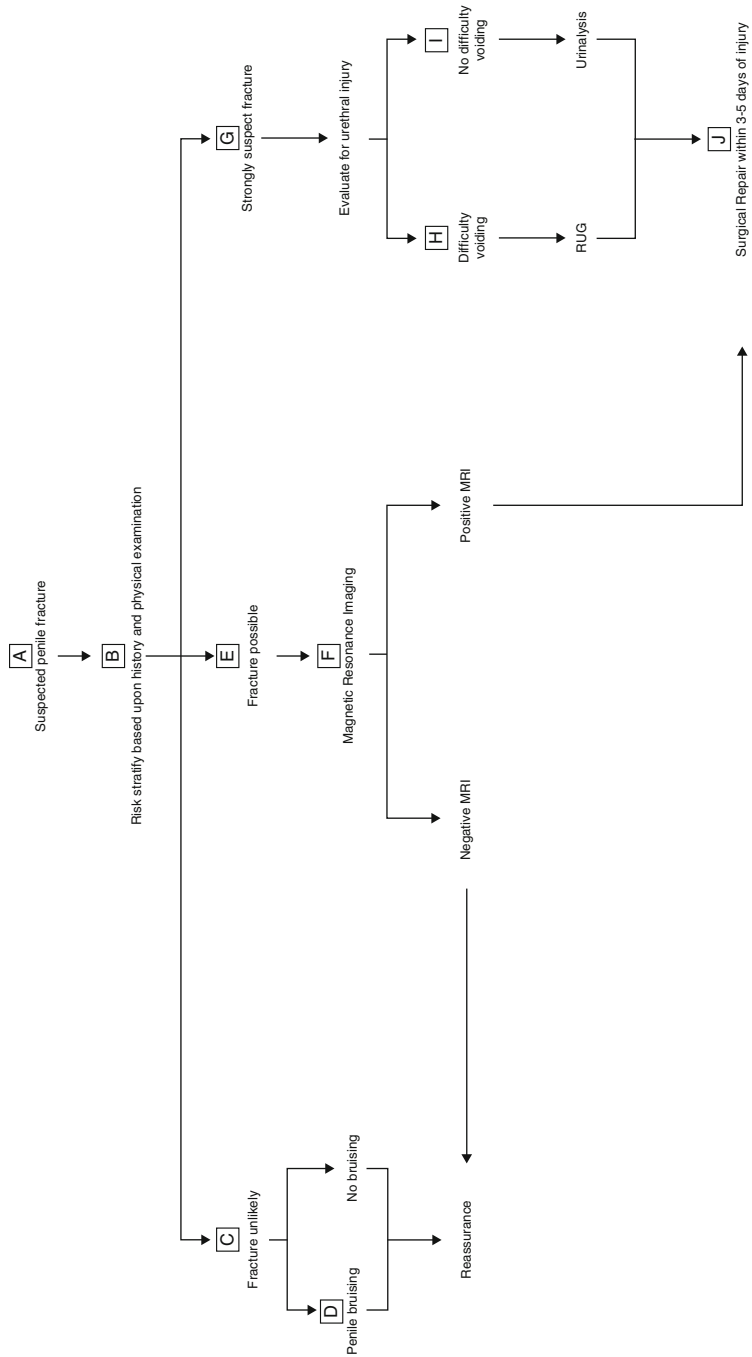 A
Suspected penile fracture
B
Risk stratify based upon history and physical examination
C
Fracture unlikely
E
Fracture possible
G
Strongly suspect fracture
D
Penile bruising
No bruising
F
Magnetic Resonance Imaging
Evaluate for urethral injury
H
Difficulty
voiding
I
No difficulty
voiding
Reassurance
Negative MRI
Positive MRI
RUG
Urinalysis
J
Surgical Repair within 3-5 days of injury